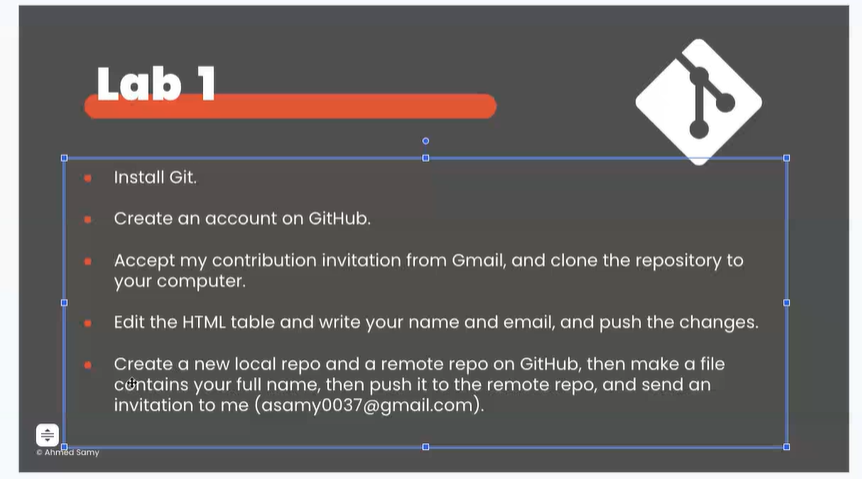 Lab 1
Install Git.
Create an account on GitHub.
Accept my contribution invitation from Gmail, and clone the repository to
your computer.
Edit the HTML table and write your name and email, and push the changes.
Create a new local repo and a remote repo on GitHub, then make a file
contains your full name, then push it to the remote repo, and send an
invitation to me (asamy0037@gmail.com).
© Ahmed Samy